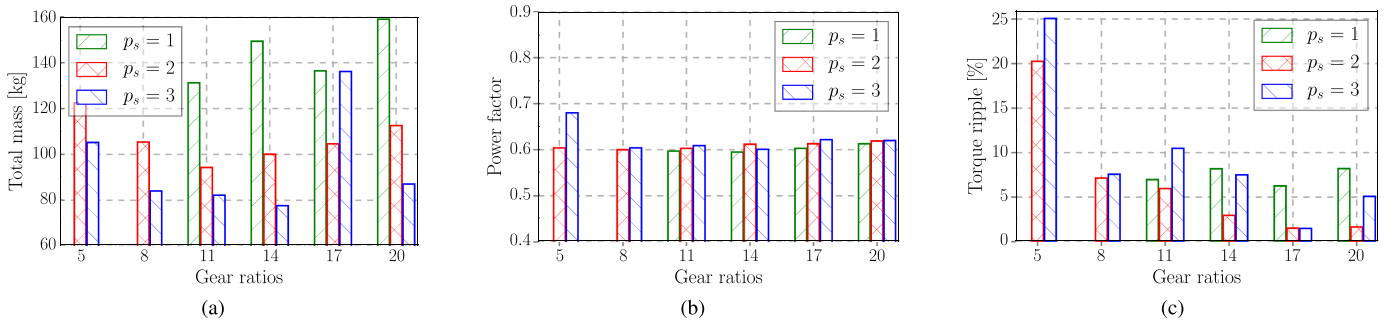 160
140
120
100
80
60
Total mass [kg]
p_s = 1
p_s = 2
p_s = 3
5 8 11 14 17 20
Gear ratios
(a)
0.9
0.8
0.7
0.6
0.5
0.4
Power factor
p_s = 1
p_s = 2
p_s = 3
5 8 11 14 17 20
Gear ratios
(b)
25
20
15
10
5
0
Torque ripple [%]
p_s = 1
p_s = 2
p_s = 3
5 8 11 14 17 20
Gear ratios
(c)